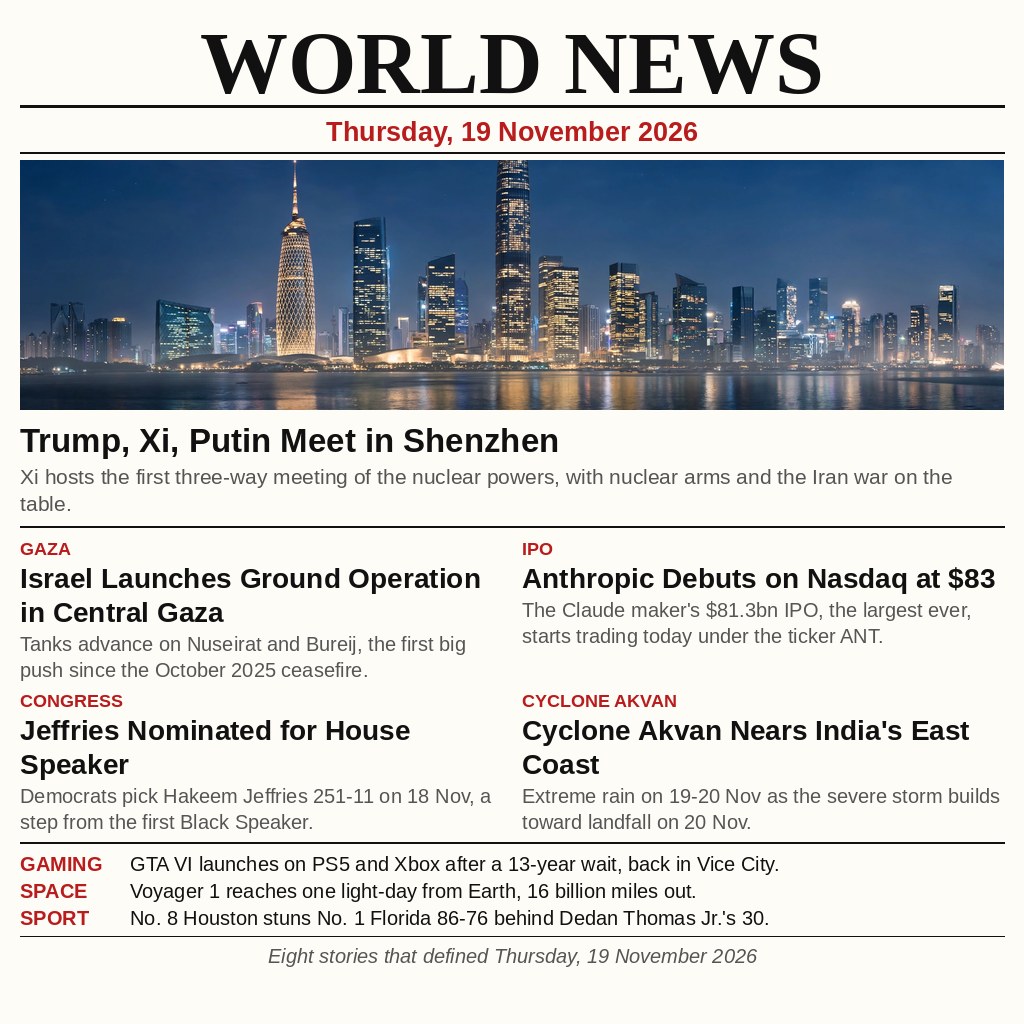 WORLD NEWS
Thursday, 19 November 2026
Trump, Xi, Putin Meet in Shenzhen
Xi hosts the first three-way meeting of the nuclear powers, with nuclear arms and the Iran war on the
table.
GAZA
Israel Launches Ground Operation
in Central Gaza
Tanks advance on Nuseirat and Bureij, the first big
push since the October 2025 ceasefire.
IPO
Anthropic Debuts on Nasdaq at $83
The Claude maker's $81.3bn IPO, the largest ever,
starts trading today under the ticker ANT.
CONGRESS
Jeffries Nominated for House
Speaker
Democrats pick Hakeem Jeffries 251-11 on 18 Nov, a
step from the first Black Speaker.
CYCLONE AKVAN
Cyclone Akvan Nears India's East
Coast
Extreme rain on 19-20 Nov as the severe storm builds
toward landfall on 20 Nov.
GAMING GTA VI launches on PS5 and Xbox after a 13-year wait, back in Vice City.
SPACE Voyager 1 reaches one light-day from Earth, 16 billion miles out.
SPORT No. 8 Houston stuns No. 1 Florida 86-76 behind Dedan Thomas Jr.'s 30.
Eight stories that defined Thursday, 19 November 2026